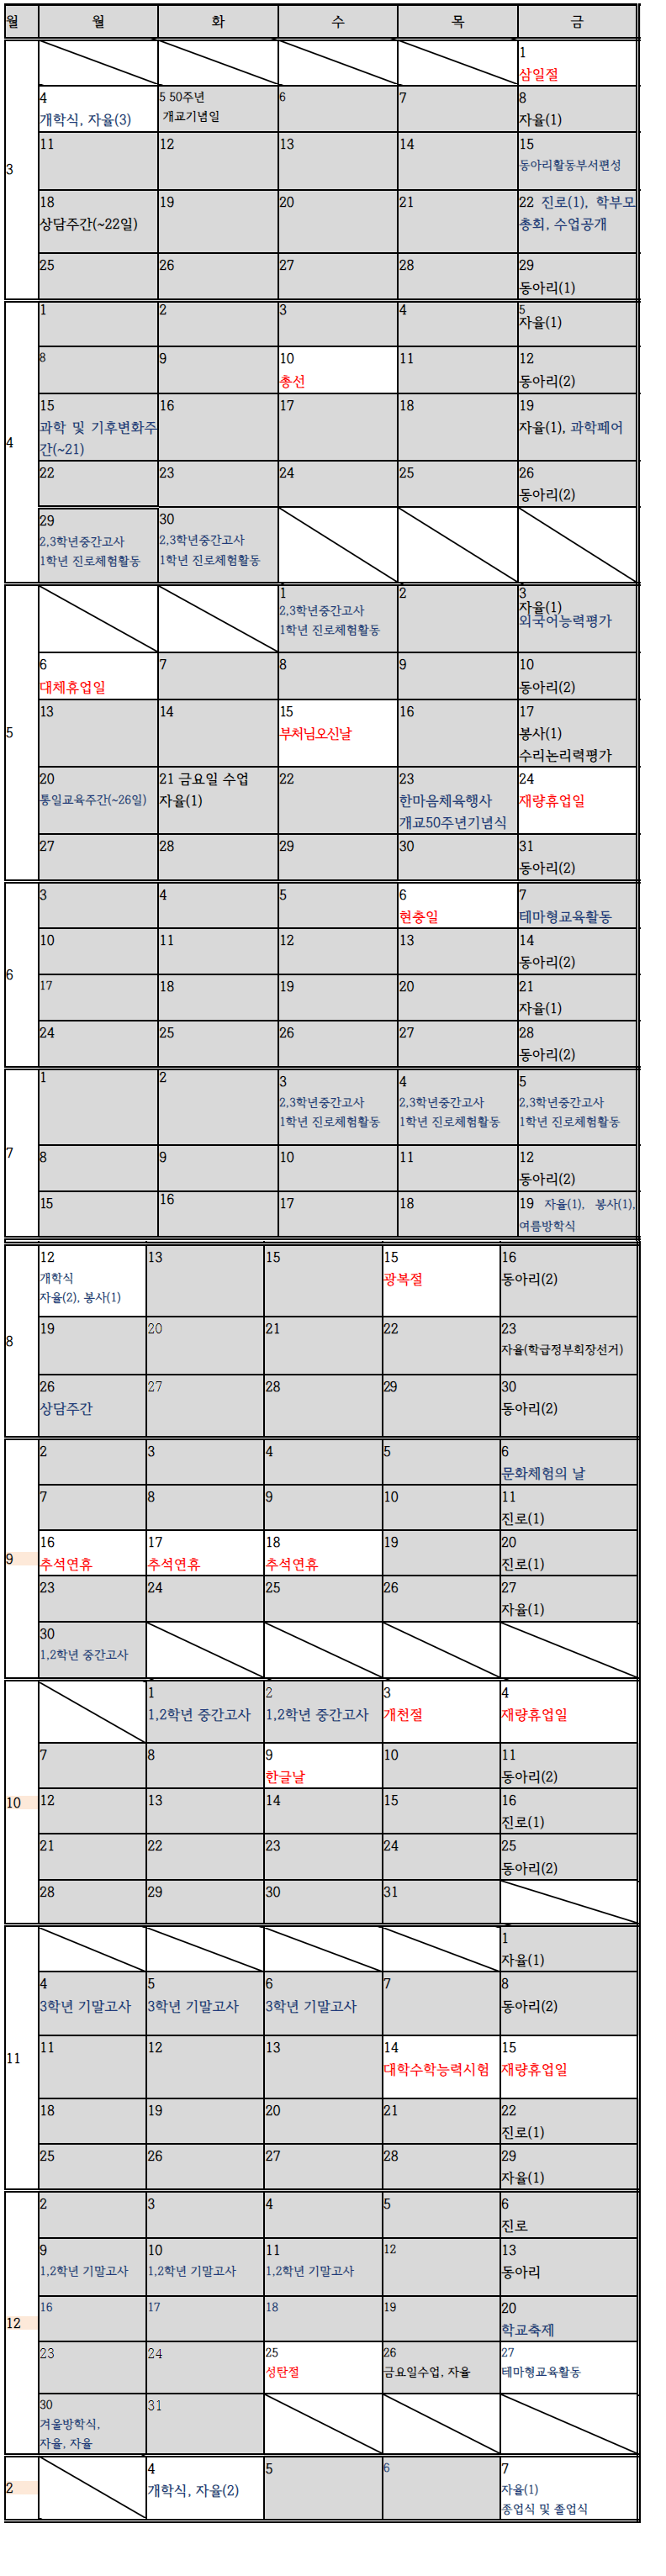 월 월 화 수 목 금
3
1
삼일절
4
개학식, 자율(3)
5 50주년
개교기념일
6
7
8
자율(1)
11
12
13
14
15
동아리활동부서편성
18
상담주간(~22일)
19
20
21
22 진로(1), 학부모
총회, 수업공개
25
26
27
28
29
동아리(1)
4
1
2
3
4
5
자율(1)
8
9
10
총선
11
12
동아리(2)
15
과학 및 기후변화주
간(~21)
16
17
18
19
자율(1), 과학페어
22
23
24
25
26
동아리(2)
29
2,3학년중간고사
1학년 진로체험활동
30
2,3학년중간고사
1학년 진로체험활동
5
1
2,3학년중간고사
1학년 진로체험활동
2
3
자율(1)
외국어능력평가
6
대체휴업일
7
8
9
10
동아리(2)
13
14
15
부처님오신날
16
17
봉사(1)
수리논리력평가
20
통일교육주간(~26일)
21 금요일 수업
자율(1)
22
23
한마음체육행사
개교50주년기념식
24
재량휴업일
27
28
29
30
31
동아리(2)
6
3
4
5
6
현충일
7
테마형교육활동
10
11
12
13
14
동아리(2)
17
18
19
20
21
자율(1)
24
25
26
27
28
동아리(2)
7
1
2
3
2,3학년중간고사
1학년 진로체험활동
4
2,3학년중간고사
1학년 진로체험활동
5
2,3학년중간고사
1학년 진로체험활동
8
9
10
11
12
동아리(2)
15
16
17
18
19 자율(1), 봉사(1),
여름방학식
8
12
개학식
자율(2), 봉사(1)
13
15
15
광복절
16
동아리(2)
19
20
21
22
23
자율(학급정부회장선거)
26
상담주간
27
28
29
30
동아리(2)
9
2
3
4
5
6
문화체험의 날
7
8
9
10
11
진로(1)
16
추석연휴
17
추석연휴
18
추석연휴
19
20
진로(1)
23
24
25
26
27
자율(1)
30
1,2학년 중간고사
10
1
1,2학년 중간고사
2
1,2학년 중간고사
3
개천절
4
재량휴업일
7
8
9
한글날
10
11
동아리(2)
12
13
14
15
16
진로(1)
21
22
23
24
25
동아리(2)
28
29
30
31
11
1
자율(1)
4
3학년 기말고사
5
3학년 기말고사
6
3학년 기말고사
7
8
동아리(2)
11
12
13
14
대학수학능력시험
15
재량휴업일
18
19
20
21
22
진로(1)
25
26
27
28
29
자율(1)
12
2
3
4
5
6
진로
9
1,2학년 기말고사
10
1,2학년 기말고사
11
1,2학년 기말고사
12
13
동아리
16
17
18
19
20
학교축제
23
24
25
성탄절
26
금요일수업, 자율
27
테마형교육활동
30
겨울방학식,
자율, 자율
31
2
4
개학식, 자율(2)
5
6
7
자율(1)
종업식 및 졸업식